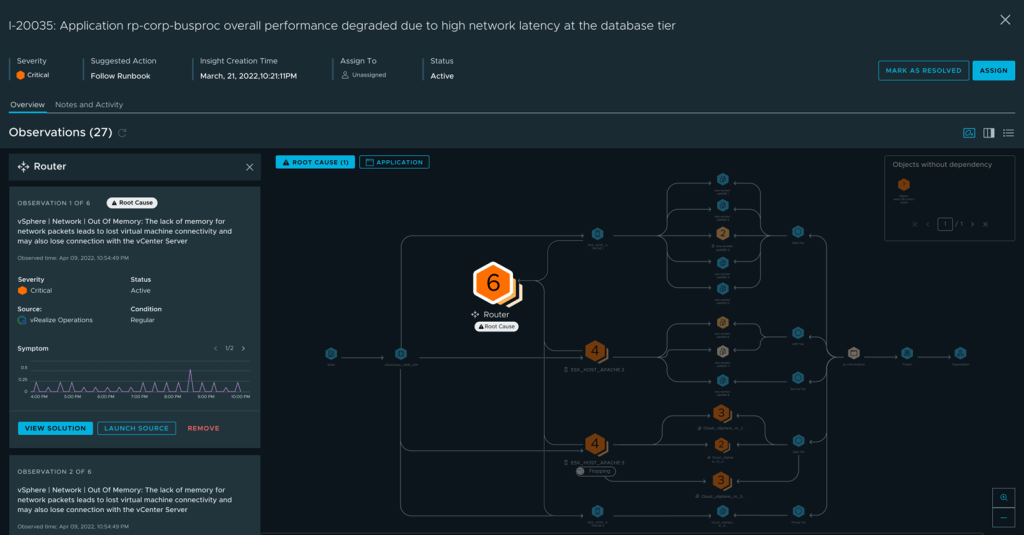 I-20035: Application rp-corp-busproc overall performance degraded due to high network latency at the database tier
Severity
Critical
Suggested Action
Follow Runbook
Insight Creation Time
March, 21, 2022,10:21:11PM
Assign To
Unassigned
Status
Active
MARK AS RESOLVED
ASSIGN
Overview
Notes and Activity
Observations (27)
Router
OBSERVATION 1 OF 6
Root Cause
vSphere | Network | Out Of Memory: The lack of memory for
network packets leads to lost virtual machine connectivity and
may also lose connection with the vCenter Server
Observed time: Apr 09, 2022, 10:54:49 PM
Severity
Critical
Status
Active
Source:
vRealize Operations
Condition
Regular
Symptom
1/2
0.5
0.25
0
4:00 PM 5:00 PM 6:00 PM 7:00 PM 8:00 PM 9:00 PM 10:00 PM
VIEW SOLUTION
LAUNCH SOURCE
REMOVE
OBSERVATION 2 OF 6
vSphere | Network | Out Of Memory: The lack of memory for
network packets leads to lost virtual machine connectivity and
may also lose connection with the vCenter Server
Observed time: Apr 09, 2022, 10:54:49 PM
ROOT CAUSE (1)
APPLICATION
Objects without dependency
1 / 1
2
6
Router
Root Cause
4
ESX_HOST_APACHE 2
3
4
2
ESX_HOST_APACHE 3
Flapping
3